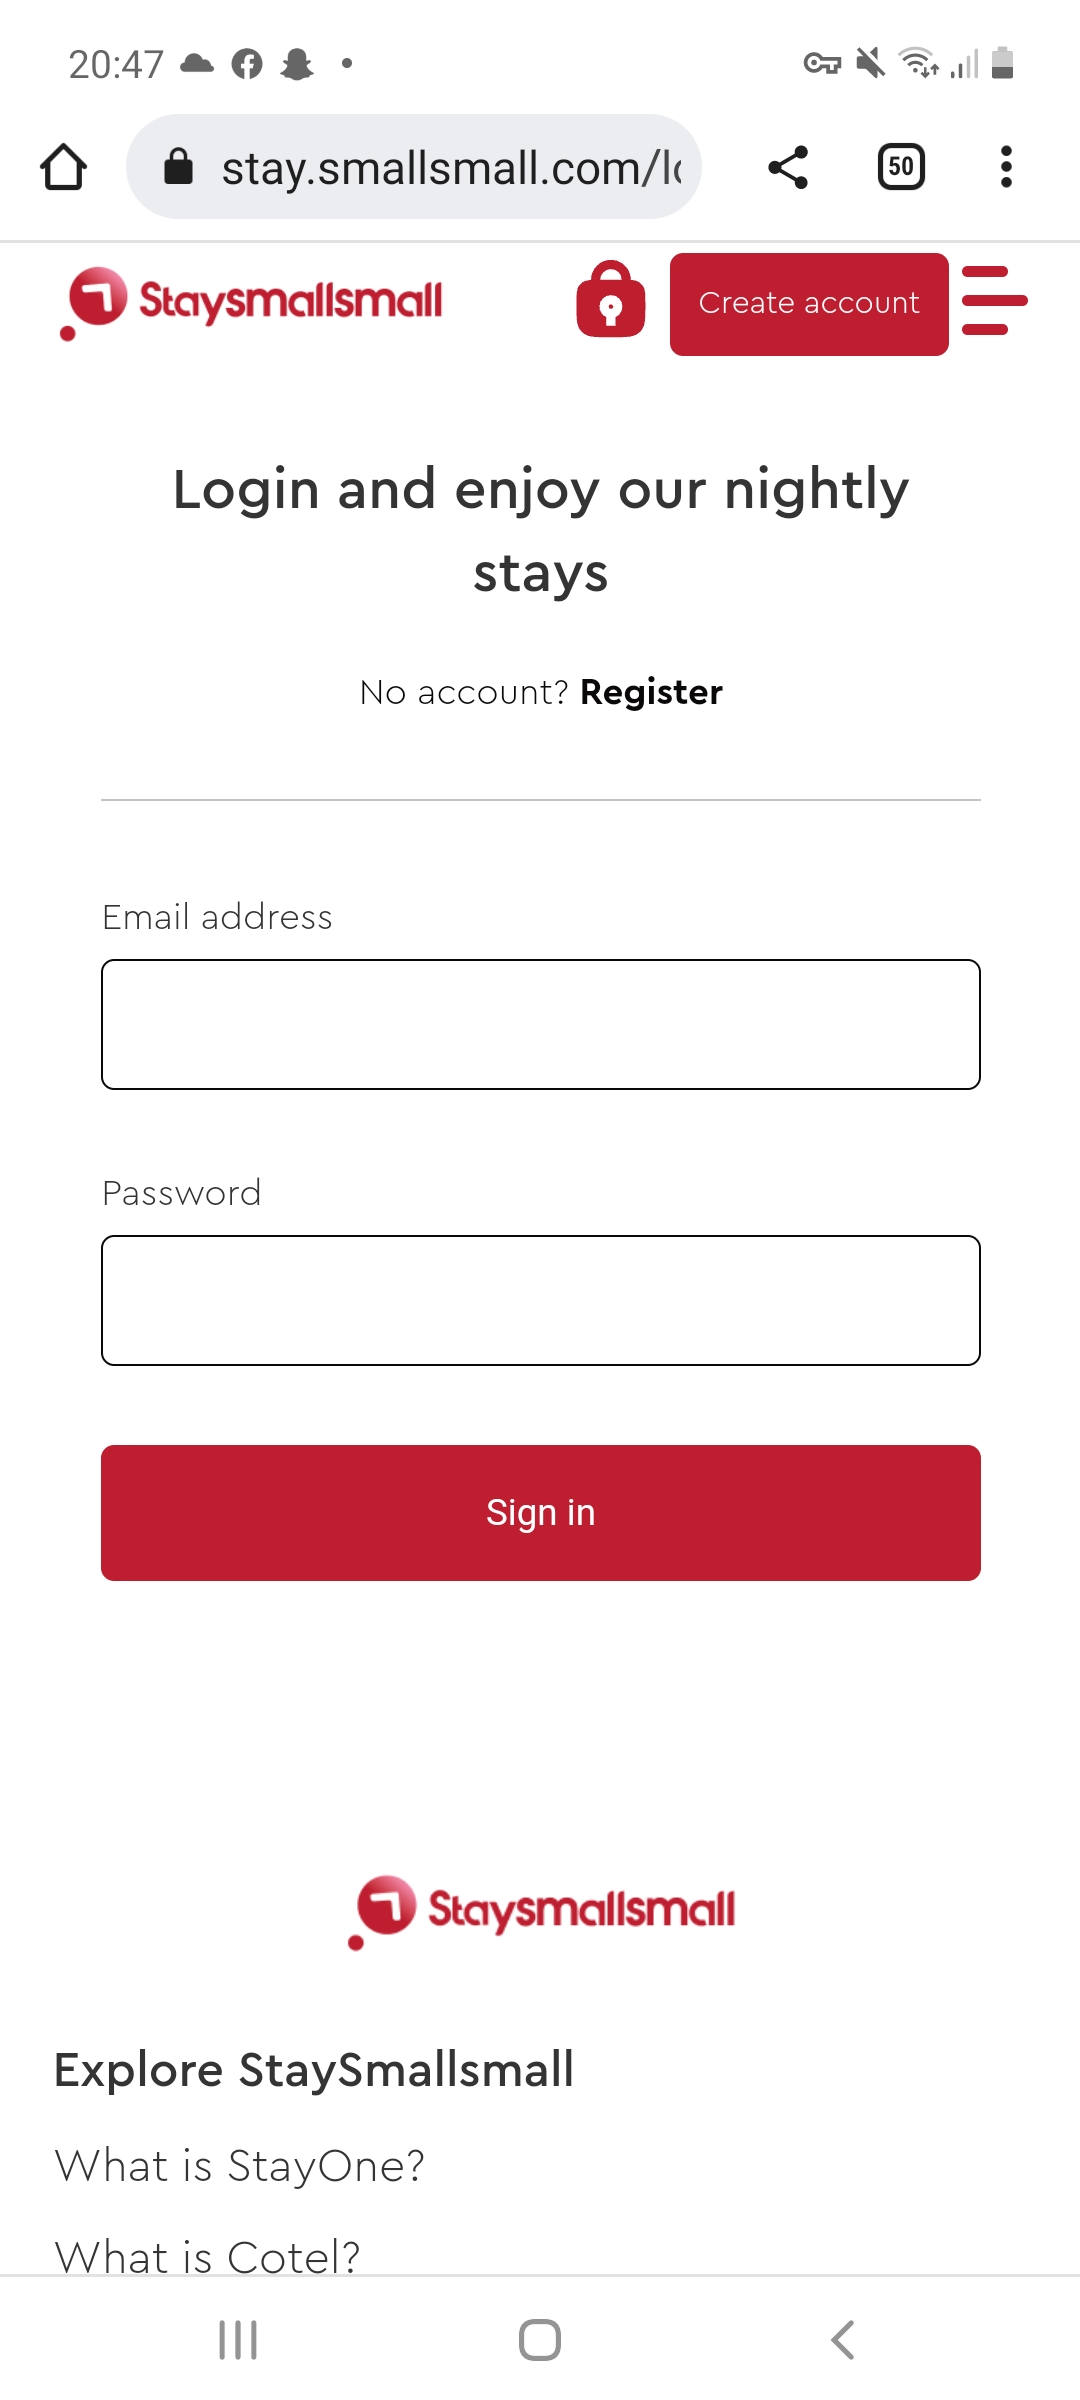 20:47
stay.smallsmall.com/lo
50
Staysmallsmall
Create account
Login and enjoy our nightly
stays
No account? Register
Email address
Password
Sign in
Staysmallsmall
Explore StaySmallsmall
What is StayOne?
What is Cotel?